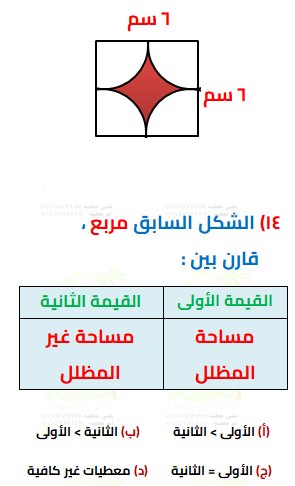 ٦ سم
٦ سم
١٤) الشكل السابق مربع ،
قارن بين :
القيمة الأولى القيمة الثانية
مساحة المظلل مساحة غير المظلل
(أ) الأولى > الثانية (ب) الثانية > الأولى
(ج) الأولى = الثانية (د) معطيات غير كافية